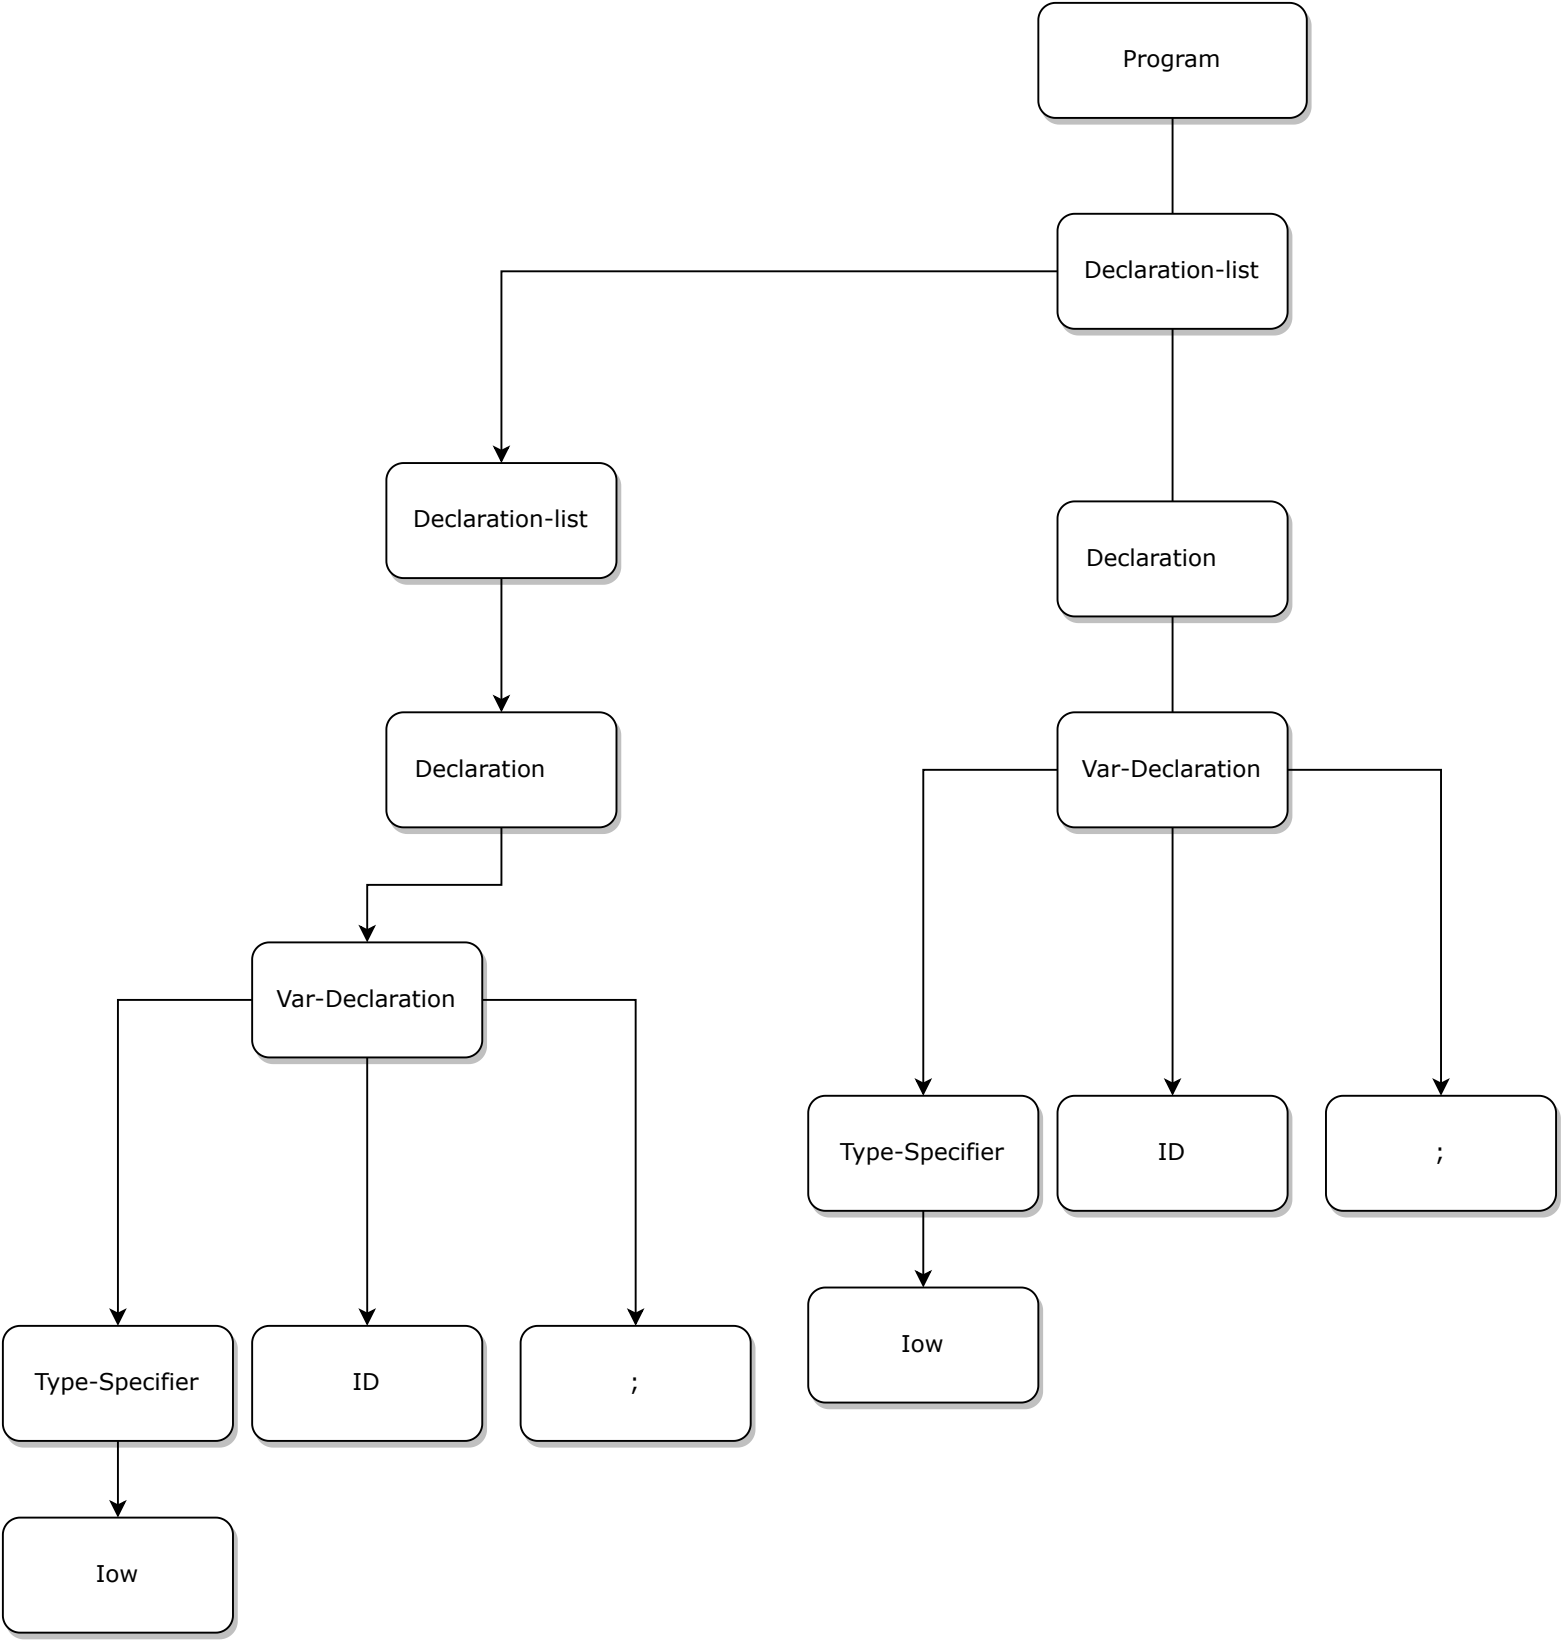 Program
Declaration-list
Declaration-list
Declaration
Declaration
Var-Declaration
Var-Declaration
Type-Specifier
ID
;
Iow
Type-Specifier
ID
;
Iow